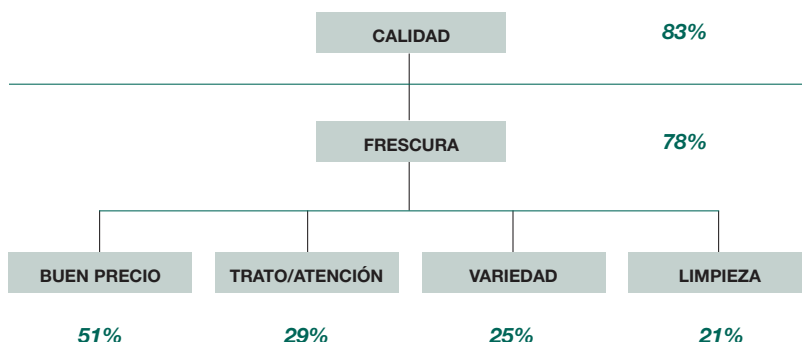 CALIDAD 83%
FRESCURA 78%
BUEN PRECIO TRATO/ATENCIÓN VARIEDAD LIMPIEZA
51% 29% 25% 21%